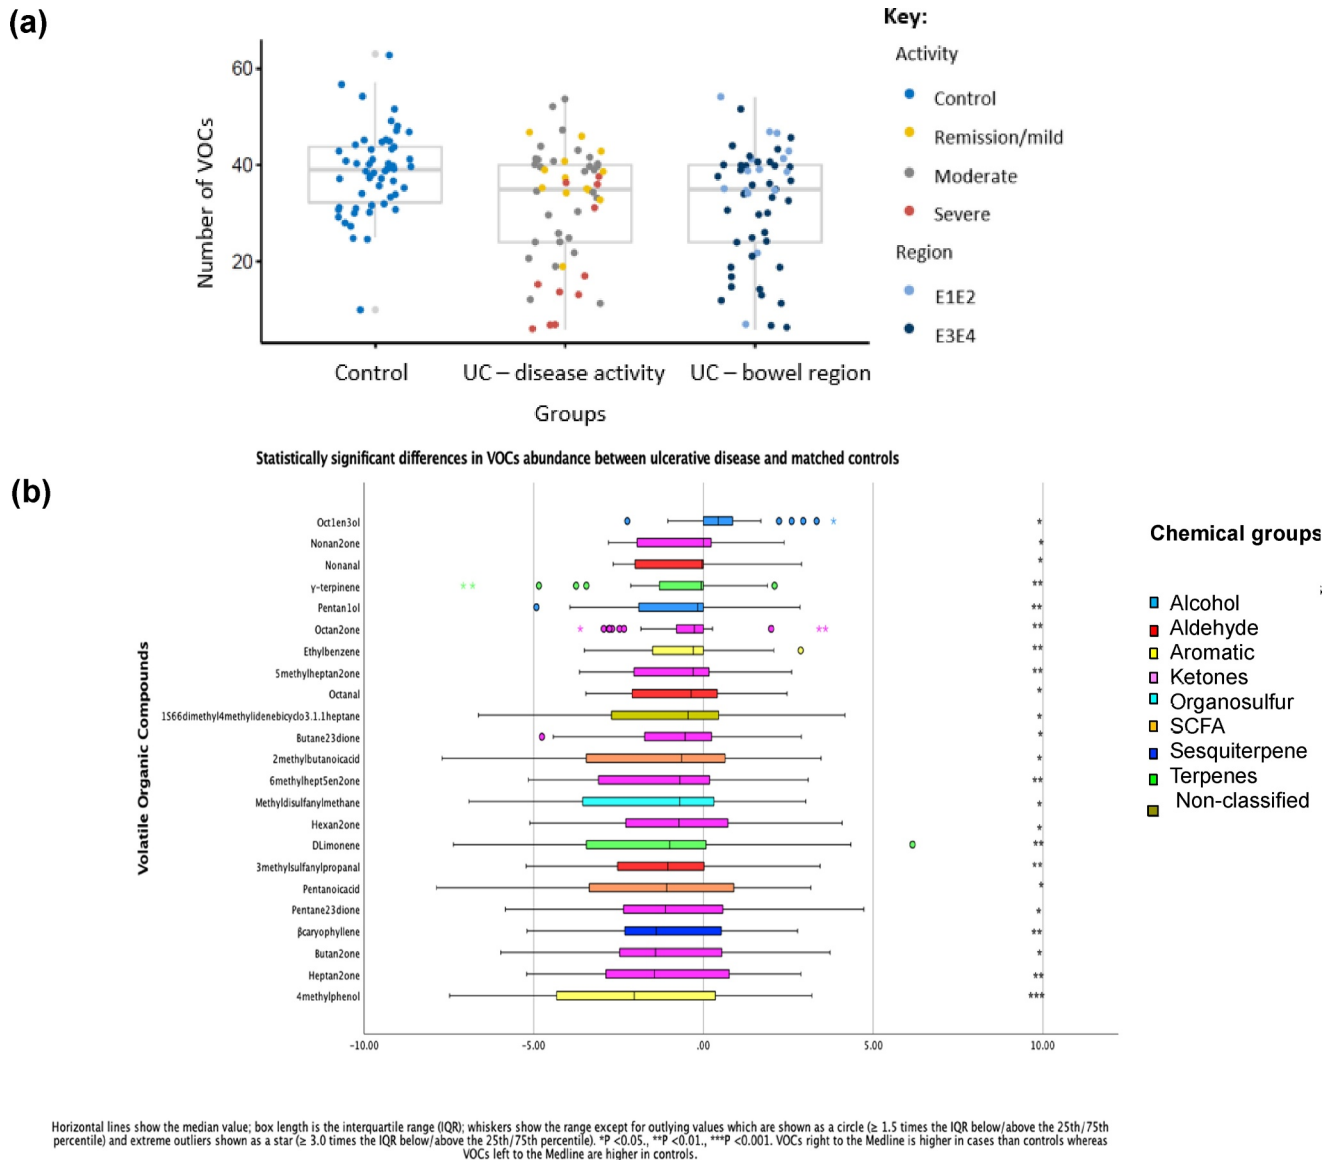 (a)
Key:
Activity
Control
Remission/mild
Moderate
Severe
Region
E1E2
E3E4
Number of VOCs
60
40
20
Control
UC – disease activity
UC – bowel region
Groups
Statistically significant differences in VOCs abundance between ulcerative disease and matched controls
(b)
Volatile Organic Compounds
Oct1en3ol *
Nonan2one *
Nonanal *
γ-terpinene **
Pentan1ol **
Octan2one **
Ethylbenzene **
5methylheptan2one **
Octanal *
1S66dimethyl4methylidenebicyclo3.1.1heptane *
Butane23dione *
2methylbutanoicacid *
6methylhept5en2one **
Methyldisulfanylmethane *
Hexan2one *
DLimonene **
3methylsulfanylpropanal **
Pentanoicacid *
Pentane23dione *
βcaryophyllene **
Butan2one *
Heptan2one **
4methylphenol ***
-10.00 -5.00 .00 5.00 10.00
Chemical groups
Alcohol
Aldehyde
Aromatic
Ketones
Organosulfur
SCFA
Sesquiterpene
Terpenes
Non-classified
Horizontal lines show the median value; box length is the interquartile range (IQR); whiskers show the range except for outlying values which are shown as a circle (≥ 1.5 times the IQR below/above the 25th/75th
percentile) and extreme outliers shown as a star (≥ 3.0 times the IQR below/above the 25th/75th percentile). *P <0.05., **P <0.01., ***P <0.001. VOCs right to the Medline is higher in cases than controls whereas
VOCs left to the Medline are higher in controls.